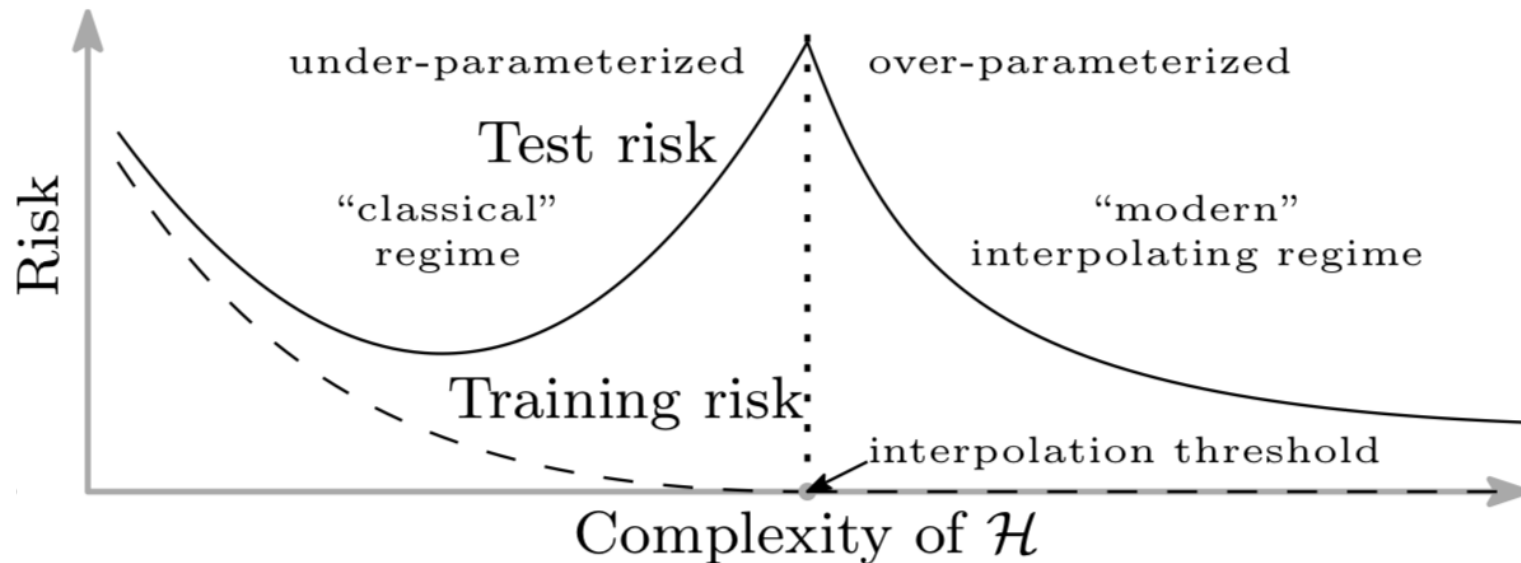 under-parameterized
over-parameterized
Test risk
“classical”
regime
“modern”
interpolating regime
Risk
Training risk
interpolation threshold
Complexity of ℋ